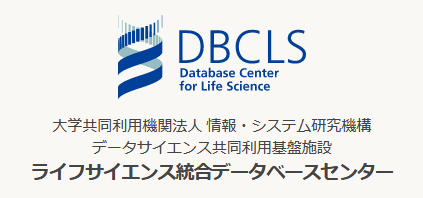 DBCLS
Database Center
for Life Science
大学共同利用機関法人 情報・システム研究機構
データサイエンス共同利用基盤施設
ライフサイエンス統合データベースセンター